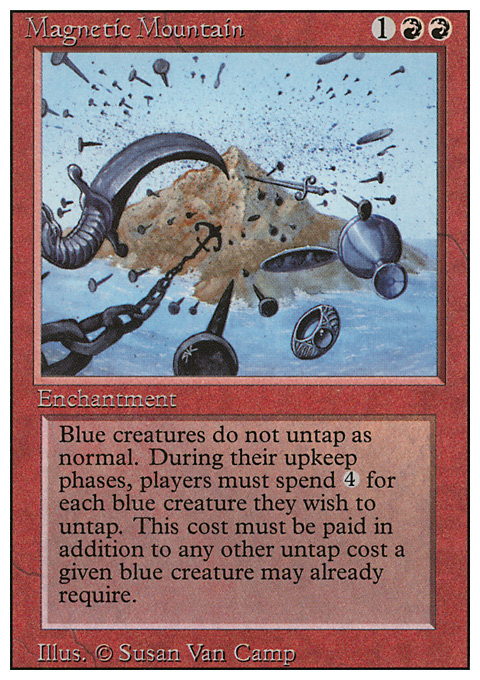 Magnetic Mountain 1
Enchantment
Blue creatures do not untap as
normal. During their upkeep
phases, players must spend 4 for
each blue creature they wish to
untap. This cost must be paid in
addition to any other untap cost a
given blue creature may already
require.
Illus. © Susan Van Camp